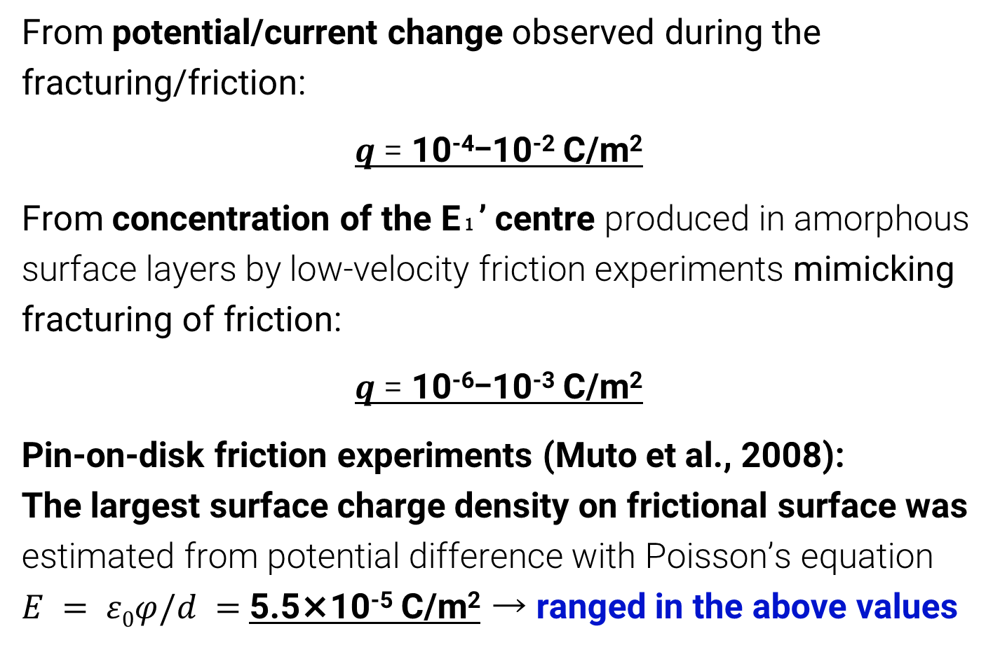 From potential/current change observed during the
fracturing/friction:
q = 10⁻⁴–10⁻² C/m²
From concentration of the E₁’ centre produced in amorphous
surface layers by low-velocity friction experiments mimicking
fracturing of friction:
q = 10⁻⁶–10⁻³ C/m²
Pin-on-disk friction experiments (Muto et al., 2008):
The largest surface charge density on frictional surface was
estimated from potential difference with Poisson’s equation
E = ε₀φ/d = 5.5×10⁻⁵ C/m² → ranged in the above values